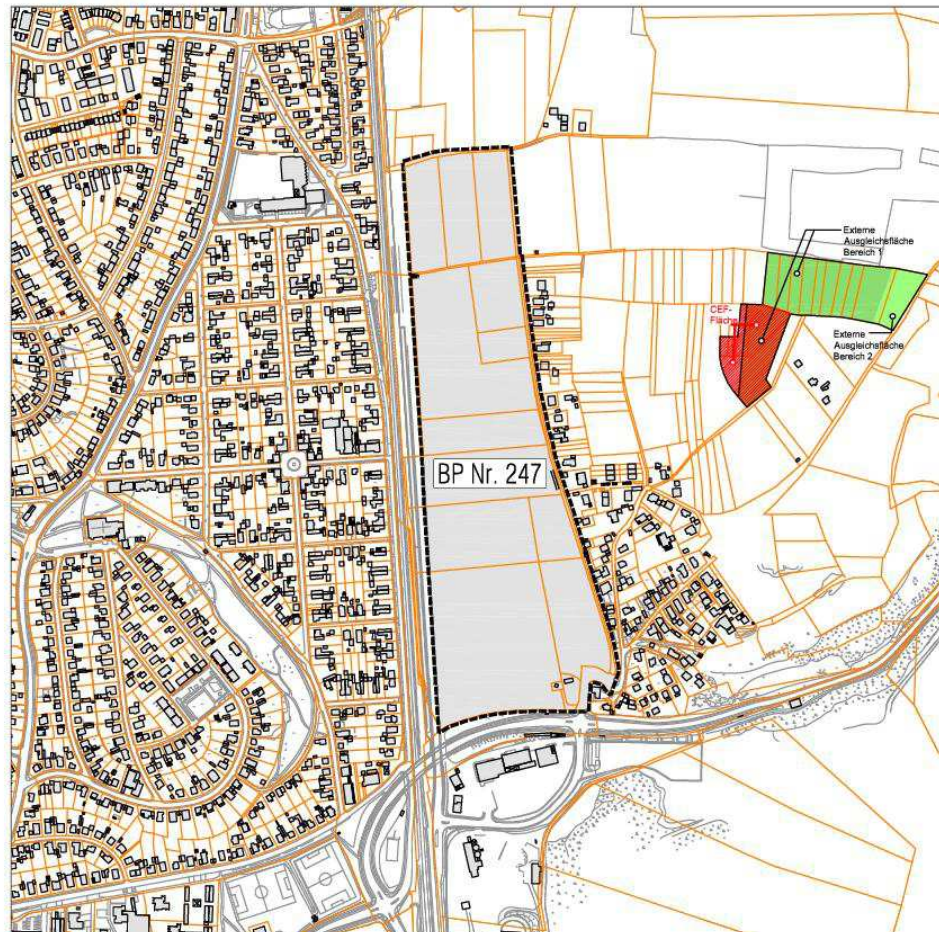 Externe
Ausgleichsfläche
Bereich 1
CEF-
Fläche
Externe
Ausgleichsfläche
Bereich 2
BP Nr. 247